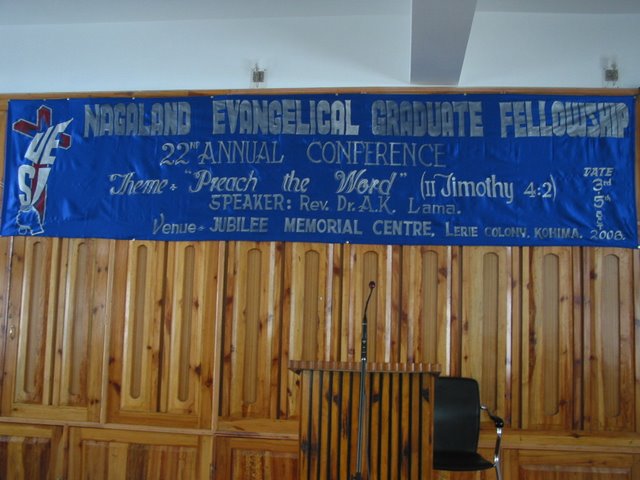 NAGALAND EVANGELICAL GRADUATE FELLOWSHIP
22ND ANNUAL CONFERENCE
Theme - "Preach the Word" (II Timothy 4:2)
SPEAKER: Rev. Dr. A.K. Lama.
Venue - JUBILEE MEMORIAL CENTRE, LERIE COLONY, KOHIMA.
DATE
3rd
5th
2008.